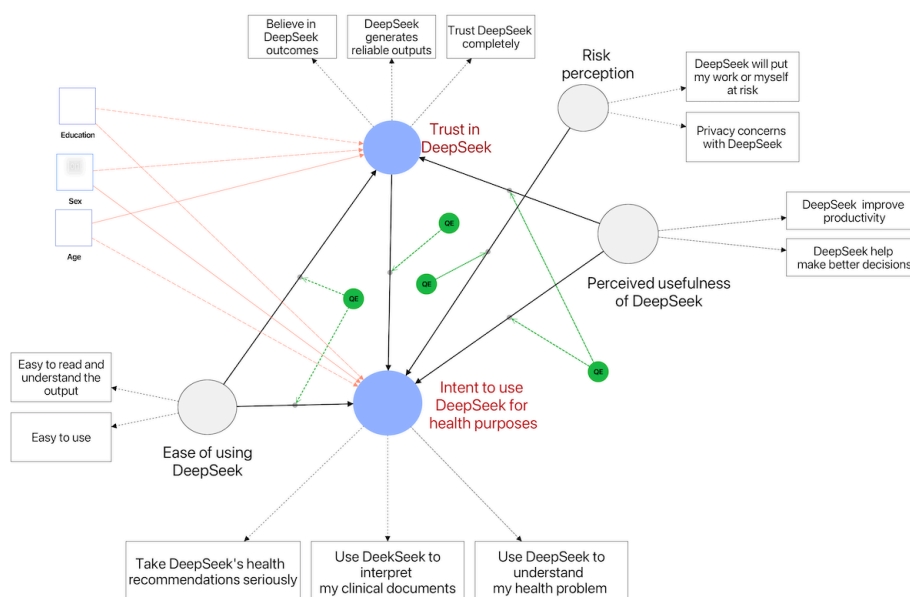 Believe in
DeepSeek
outcomes
DeepSeek
generates
reliable outputs
Trust DeepSeek
completely
Risk
perception
DeepSeek will put
my work or myself
at risk
Privacy concerns
with DeepSeek
Education
Sex
Age
Trust in
DeepSeek
QE
QE
QE
QE
DeepSeek improve
productivity
DeepSeek help
make better decisions
Perceived usefulness
of DeepSeek
Easy to read and
understand the
output
Easy to use
Ease of using
DeepSeek
Intent to use
DeepSeek for
health purposes
Take DeepSeek's health
recommendations seriously
Use DeekSeek to
interpret
my clinical documents
Use DeepSeek to
understand
my health problem